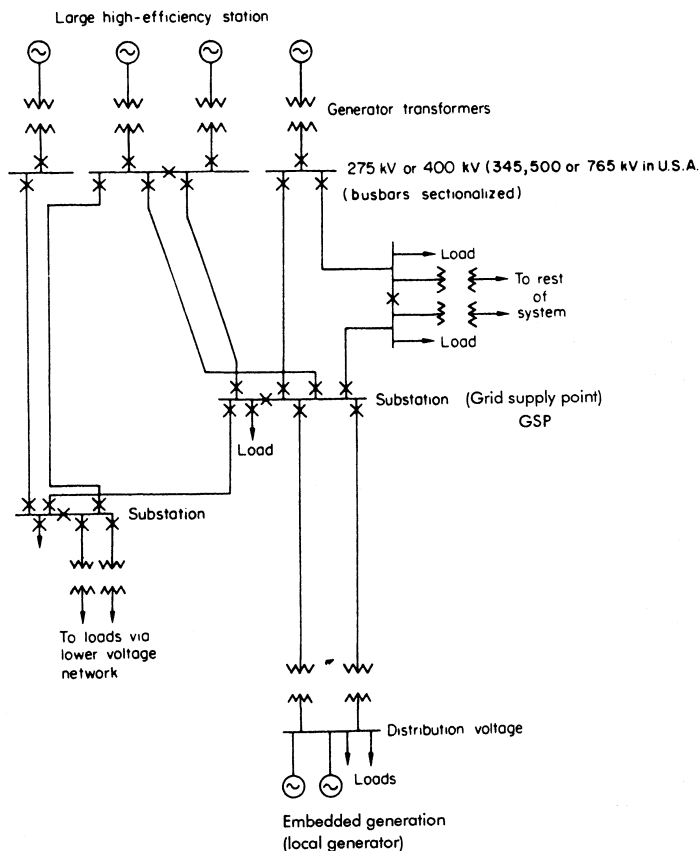 Large high-efficiency station
Generator transformers
275 kV or 400 kV (345,500 or 765 kV in U.S.A.
(busbars sectionalized)
Load
To rest
of
system
Load
Substation (Grid supply point)
GSP
Load
Substation
To loads via
lower voltage
network
Distribution voltage
Loads
Embedded generation
(local generator)